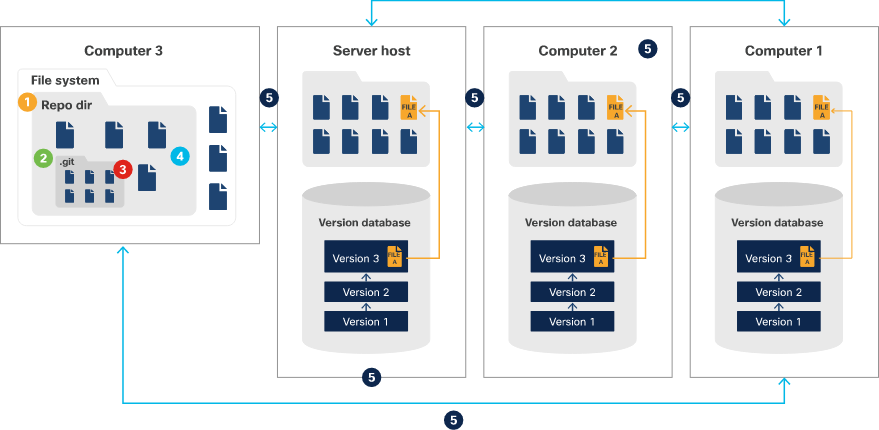 Computer 3
File system
1
Repo dir
2
.git
3
4
5
Server host
FILE
A
Version database
Version 3
FILE
A
Version 2
Version 1
5
5
Computer 2
5
FILE
A
Version database
Version 3
FILE
A
Version 2
Version 1
5
Computer 1
FILE
A
Version database
Version 3
FILE
A
Version 2
Version 1
5